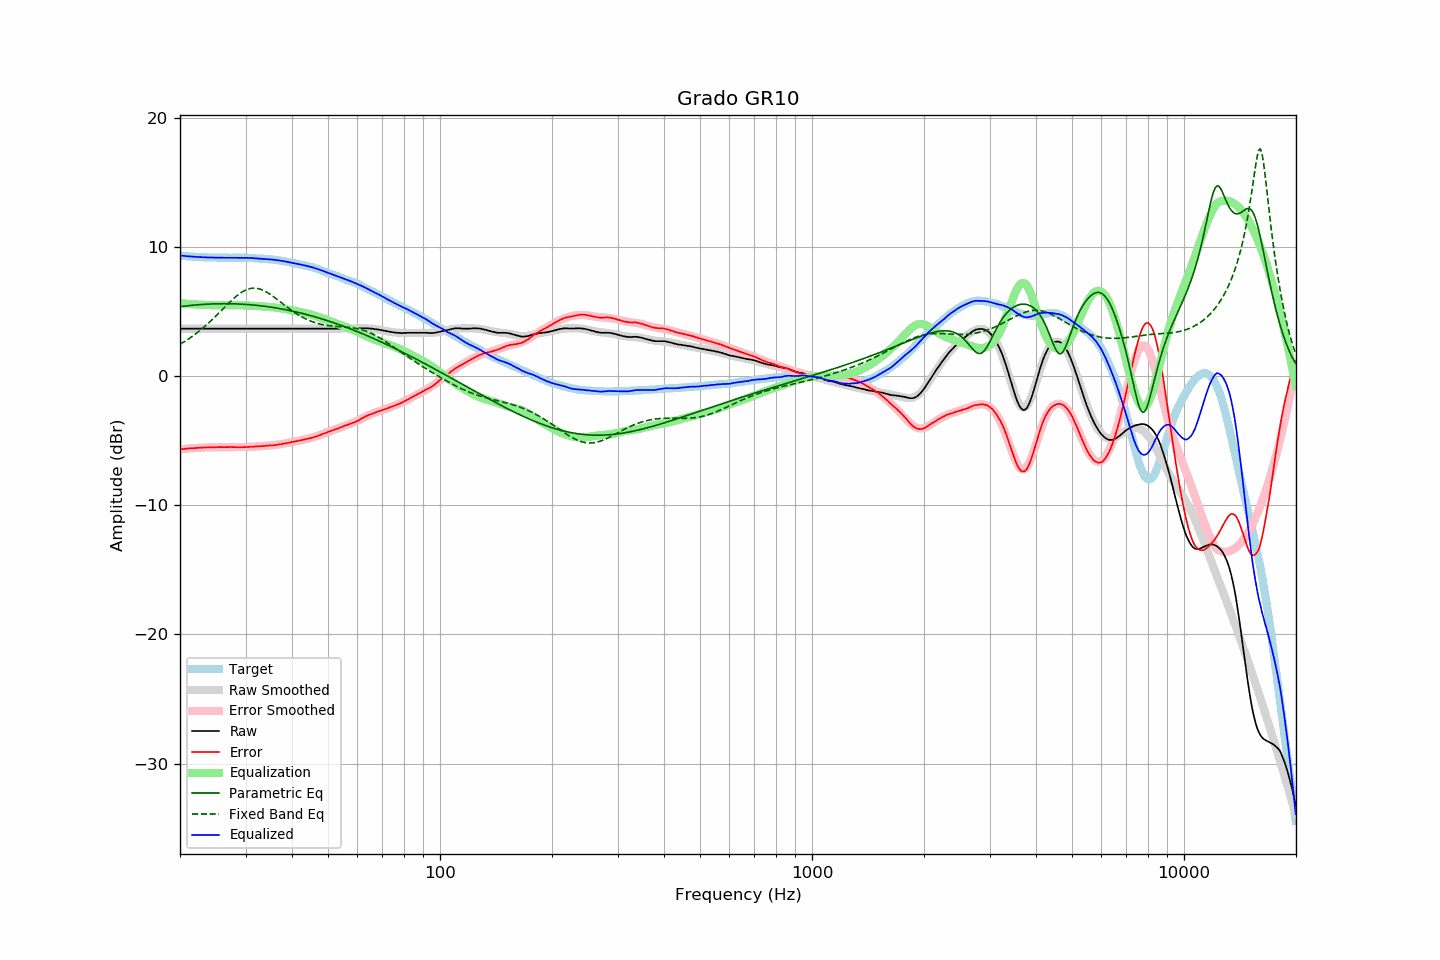 Grado GR10
20
10
0
−10
−20
−30
Amplitude (dBr)
100
1000
10000
Frequency (Hz)
Target
Raw Smoothed
Error Smoothed
Raw
Error
Equalization
Parametric Eq
Fixed Band Eq
Equalized